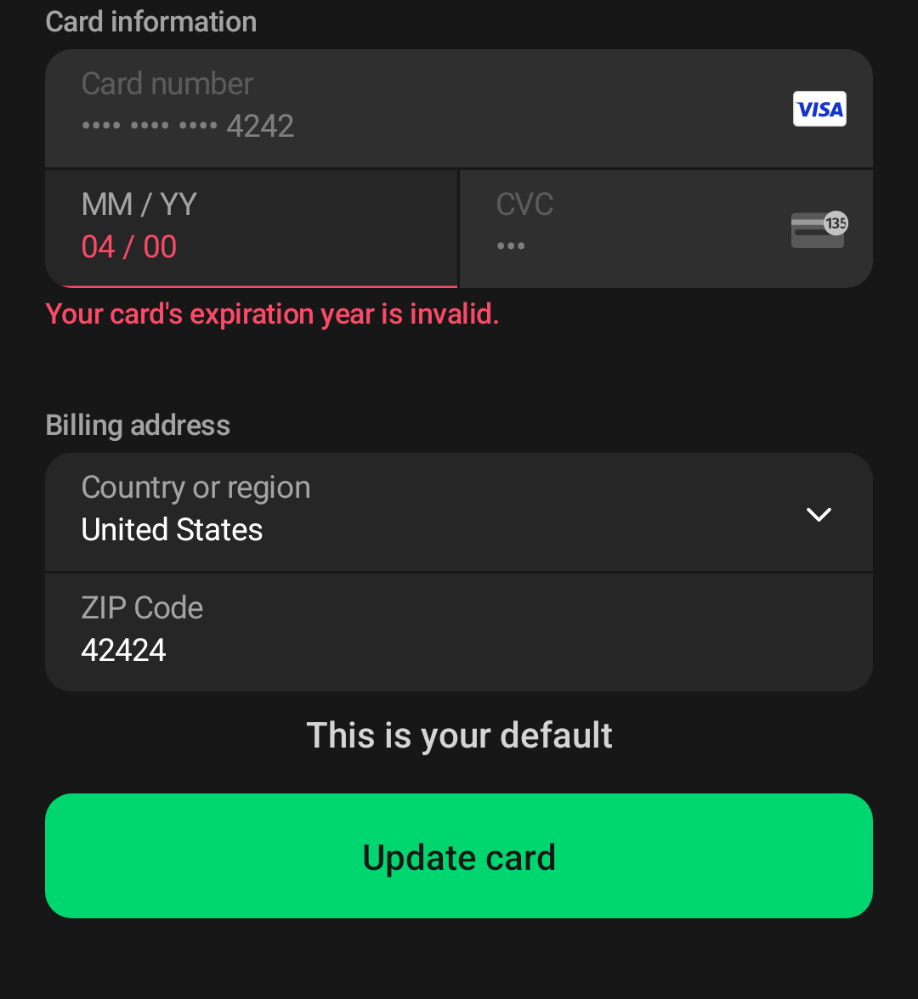 Card information
Card number
•••• •••• •••• 4242
VISA
MM / YY
CVC
04 / 00
•••
135
Your card's expiration year is invalid.
Billing address
Country or region
United States
ZIP Code
42424
This is your default
Update card